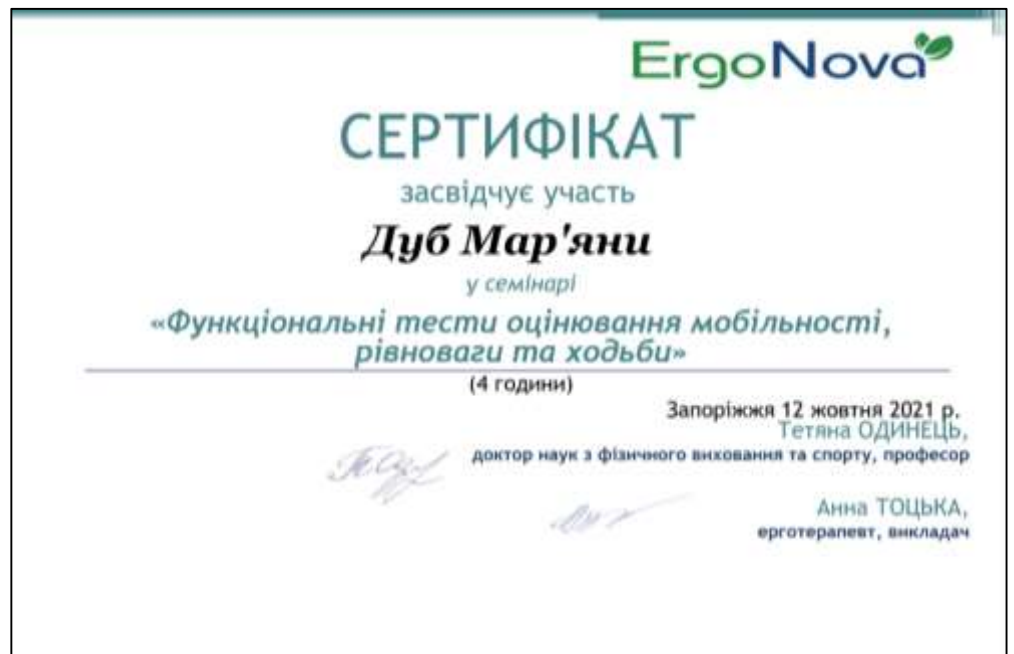 ErgoNova
СЕРТИФІКАТ
засвідчує участь
Дуб Мар'яни
у семінарі
«Функціональні тести оцінювання мобільності,
рівноваги та ходьби»
(4 години)
Запоріжжя 12 жовтня 2021 р.
Тетяна ОДИНЕЦЬ,
доктор наук з фізичного виховання та спорту, професор
Анна ТОЦЬКА,
ерготерапевт, викладач